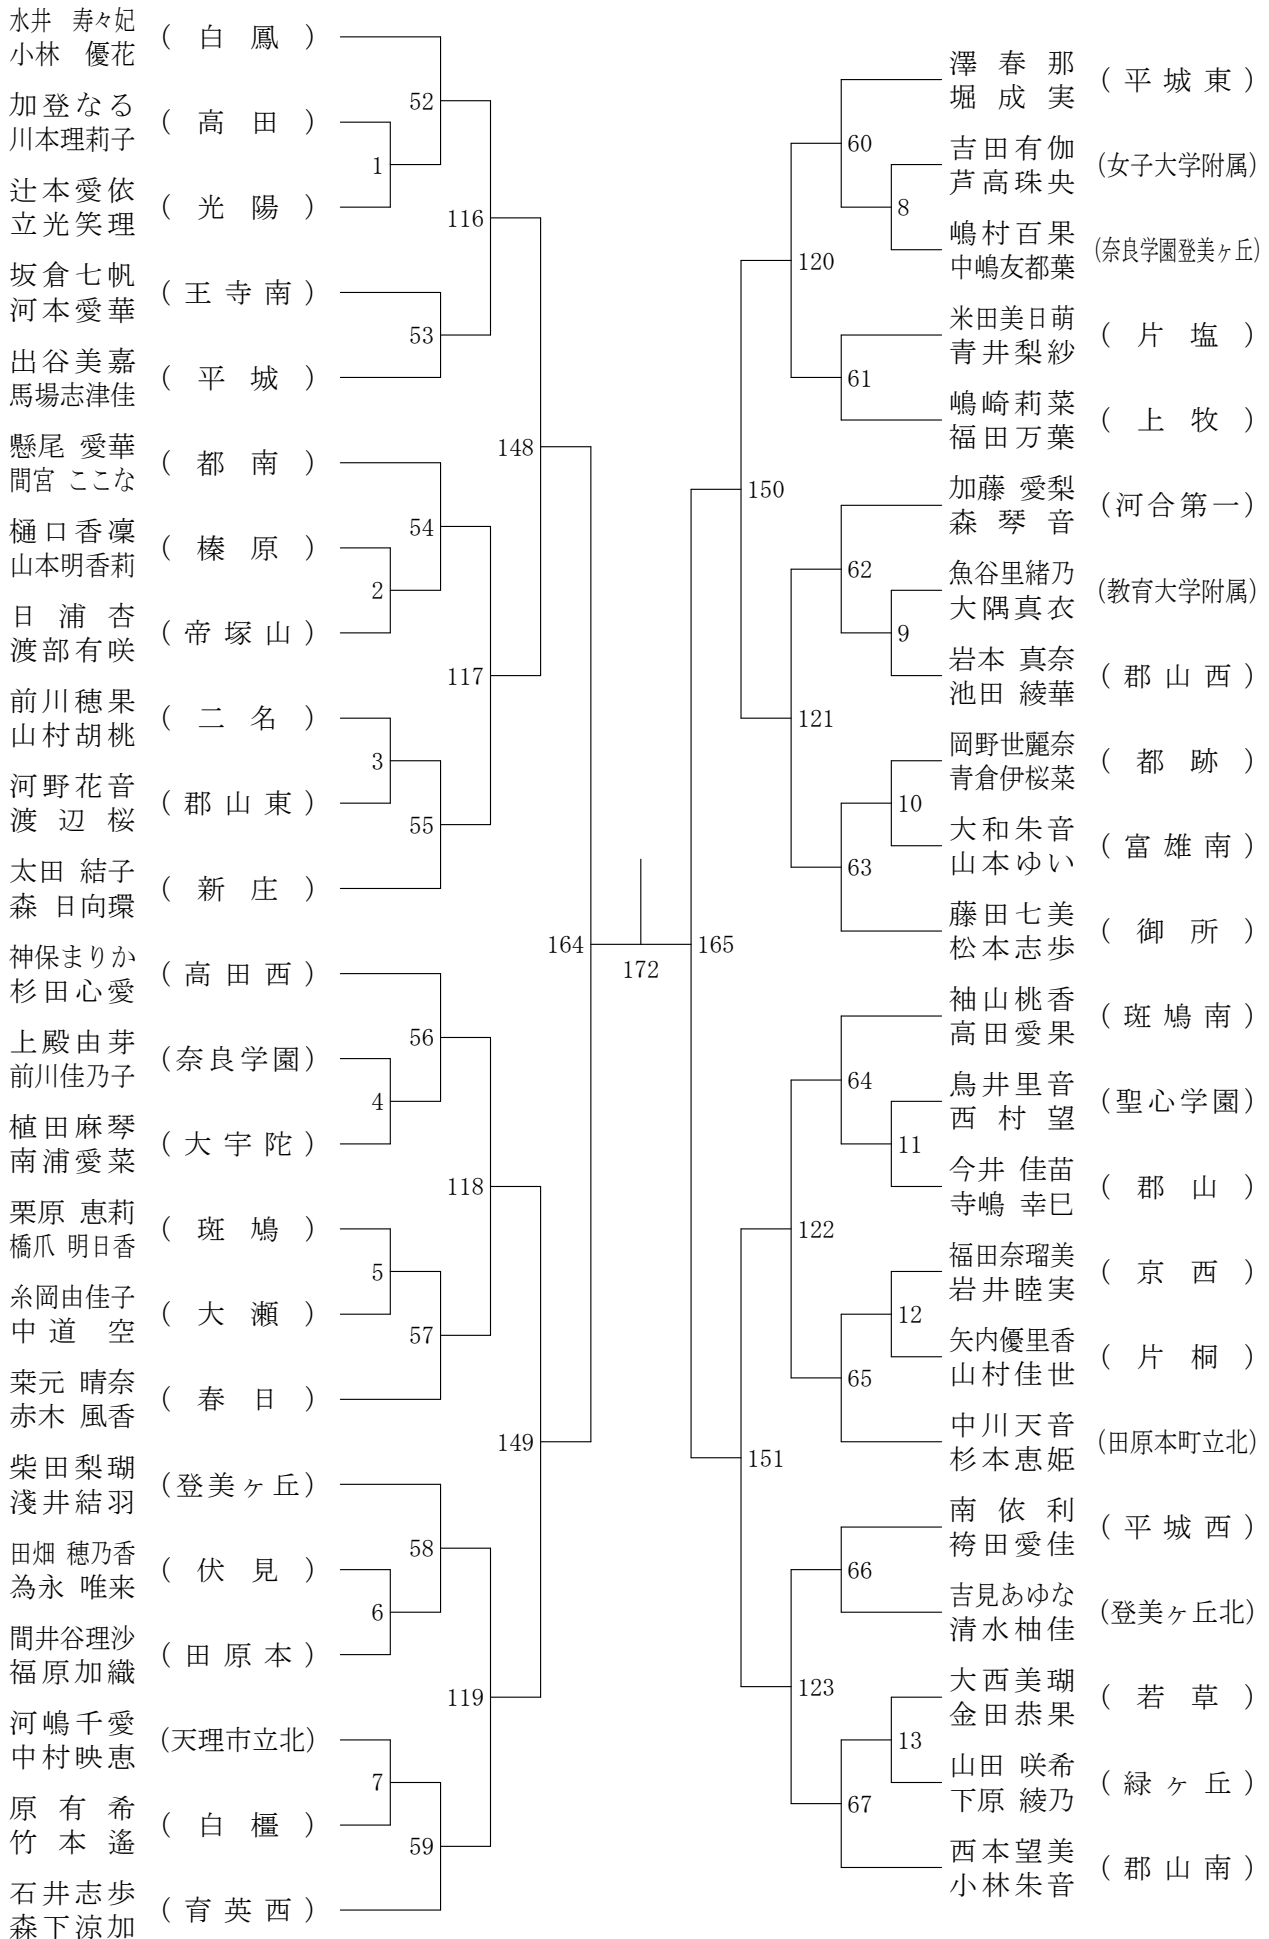 水井 寿々妃
小林 優花
( 白 鳳 )
加登なる
川本理莉子
( 高 田 )
辻本愛依
立光笑理
( 光 陽 )
坂倉七帆
河本愛華
( 王 寺 南 )
出谷美嘉
馬場志津佳
( 平 城 )
懸尾 愛華
間宮 ここな
( 都 南 )
樋口香凜
山本明香莉
( 榛 原 )
日浦杏
渡部有咲
( 帝 塚 山 )
前川穂果
山村胡桃
( 二 名 )
河野花音
渡辺桜
( 郡 山 東 )
太田 結子
森 日向環
( 新 庄 )
神保まりか
杉田心愛
( 高 田 西 )
上殿由芽
前川佳乃子
(奈良学園)
植田麻琴
南浦愛菜
( 大 宇 陀 )
栗原 恵莉
橋爪 明日香
( 斑 鳩 )
糸岡由佳子
中道 空
( 大 瀬 )
菜元 晴奈
赤木 風香
( 春 日 )
柴田梨瑚
淺井結羽
(登美ヶ丘)
田畑 穂乃香
為永 唯来
( 伏 見 )
間井谷理沙
福原加織
( 田 原 本 )
河嶋千愛
中村映恵
(天理市立北)
原有希
竹本遙
( 白 橿 )
石井志歩
森下涼加
( 育 英 西 )
1
2
3
4
5
6
7
52
53
54
55
56
57
58
59
116
117
118
119
148
149
164
172
165
150
151
120
121
122
123
60
61
62
63
64
65
66
67
8
9
10
11
12
13
澤春那
堀成実
( 平 城 東 )
吉田有伽
芦高珠央
(女子大学附属)
嶋村百果
中嶋友都葉
(奈良学園登美ヶ丘)
米田美日萌
青井梨紗
( 片 塩 )
嶋崎莉菜
福田万葉
( 上 牧 )
加藤 愛梨
森琴音
(河合第一)
魚谷里緒乃
大隅真衣
(教育大学附属)
岩本 真奈
池田 綾華
( 郡 山 西 )
岡野世麗奈
青倉伊桜菜
( 都 跡 )
大和朱音
山本ゆい
( 富 雄 南 )
藤田七美
松本志歩
( 御 所 )
袖山桃香
高田愛果
( 斑 鳩 南 )
鳥井里音
西村望
(聖心学園)
今井 佳苗
寺嶋 幸巳
( 郡 山 )
福田奈瑠美
岩井睦実
( 京 西 )
矢内優里香
山村佳世
( 片 桐 )
中川天音
杉本恵姫
(田原本町立北)
南依利
袴田愛佳
( 平 城 西 )
吉見あゆな
清水柚佳
(登美ヶ丘北)
大西美瑚
金田恭果
( 若 草 )
山田 咲希
下原 綾乃
( 緑 ヶ 丘 )
西本望美
小林朱音
( 郡 山 南 )